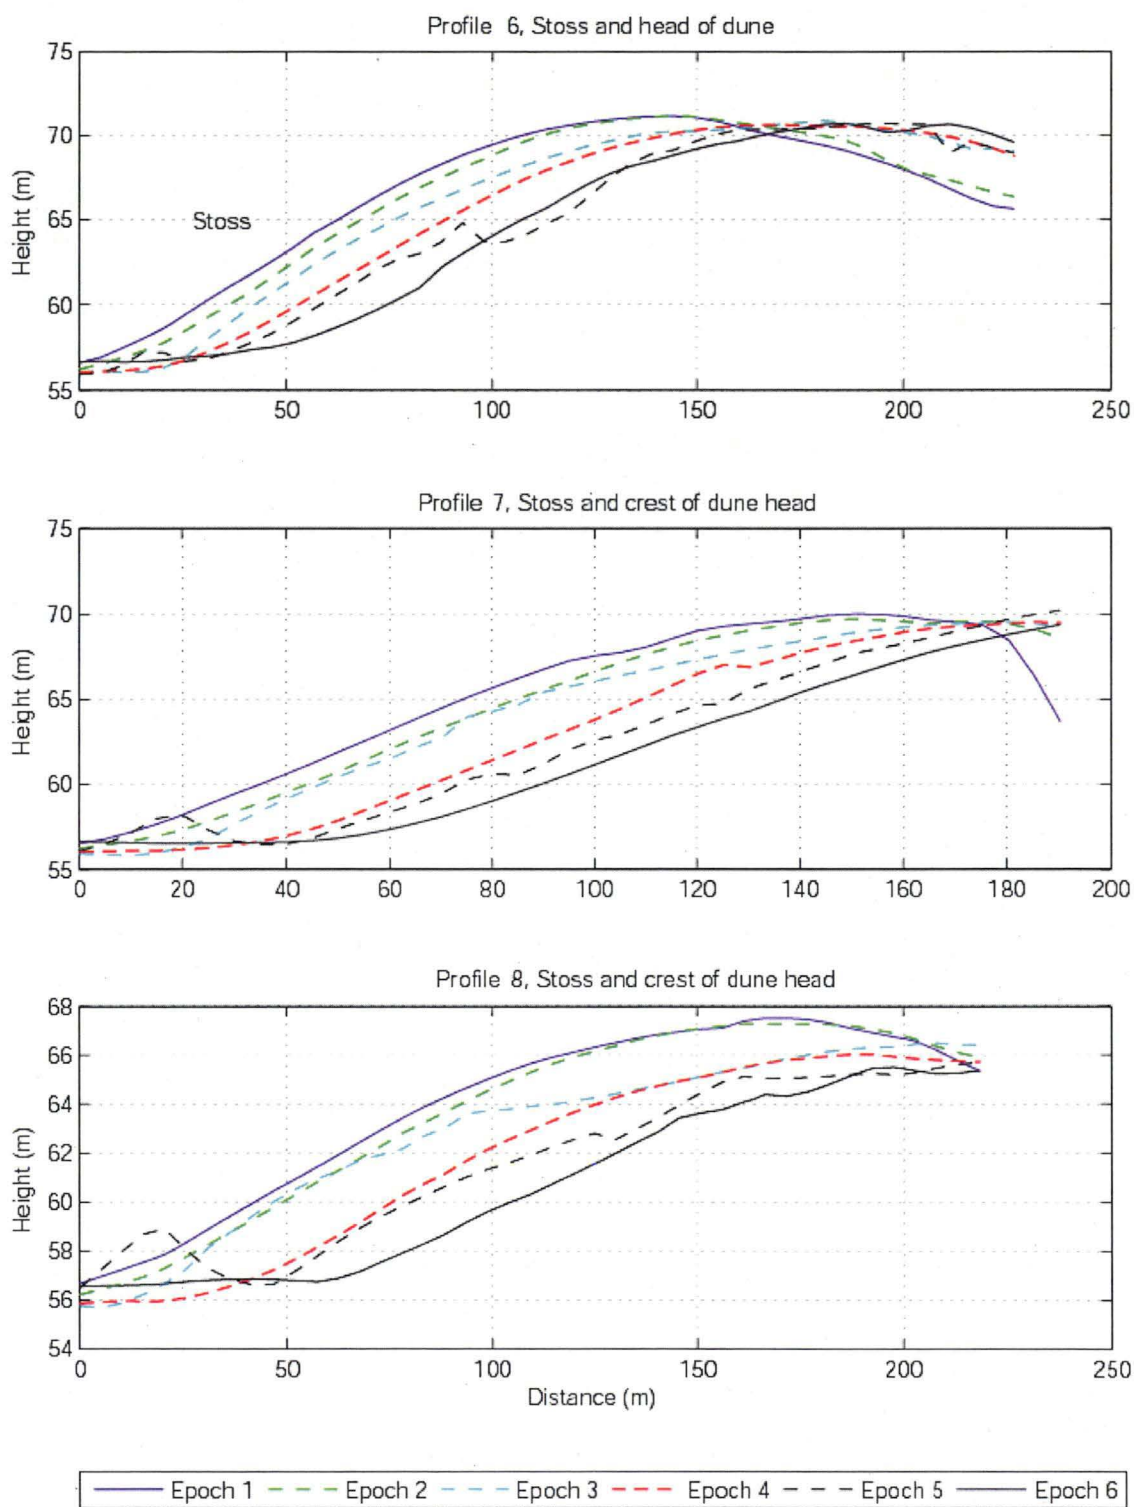 Profile 6, Stoss and head of dune
75
70
65
60
55
Height (m)
Stoss
0 50 100 150 200 250
Profile 7, Stoss and crest of dune head
75
70
65
60
55
Height (m)
0 20 40 60 80 100 120 140 160 180 200
Profile 8, Stoss and crest of dune head
68
66
64
62
60
58
56
54
Height (m)
0 50 100 150 200 250
Distance (m)
Epoch 1 Epoch 2 Epoch 3 Epoch 4 Epoch 5 Epoch 6